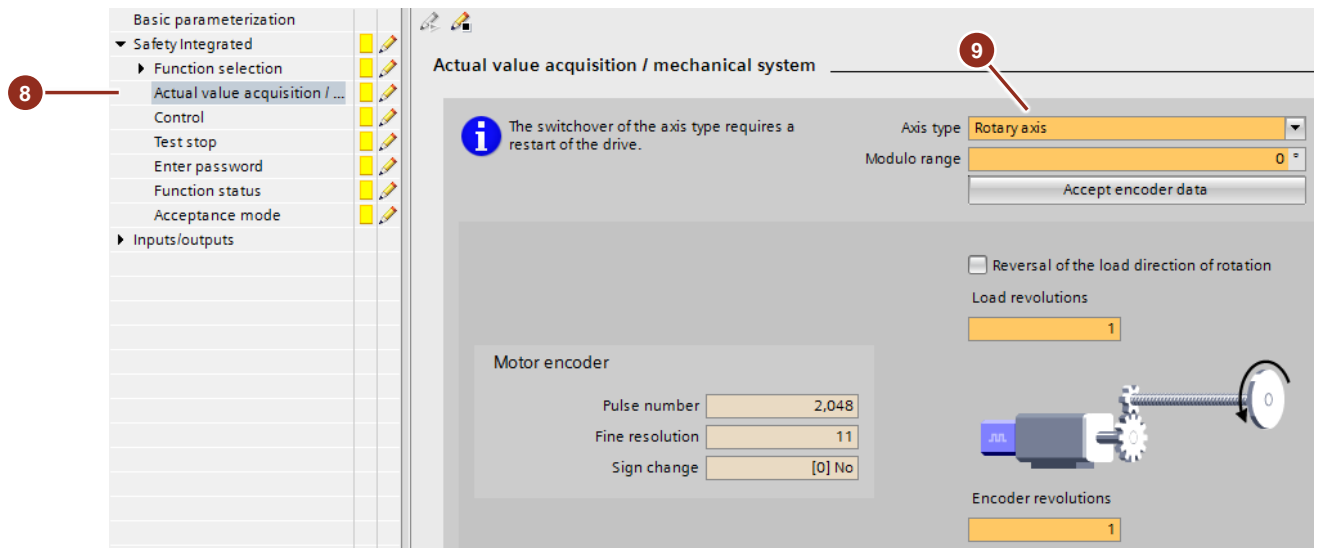 Basic parameterization
Safety Integrated
Function selection
8
Actual value acquisition / ...
Control
Test stop
Enter password
Function status
Acceptance mode
Inputs/outputs
Actual value acquisition / mechanical system
9
The switchover of the axis type requires a
restart of the drive.
Axis type Rotary axis
Modulo range 0 °
Accept encoder data
Reversal of the load direction of rotation
Load revolutions
1
Motor encoder
Pulse number 2,048
Fine resolution 11
Sign change [0] No
Encoder revolutions
1